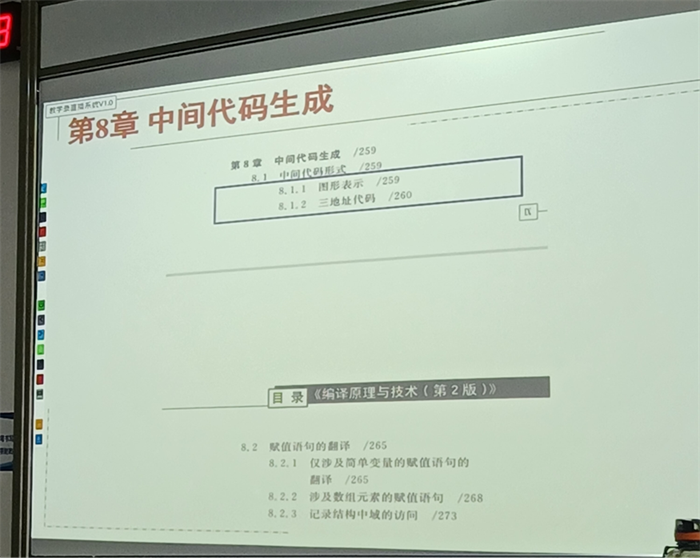 教学质量可视系统V1.0
第8章 中间代码生成
第 8 章 中间代码生成 /259
8.1 中间代码形式 /259
8.1.1 图形表示 /259
8.1.2 三地址代码 /260
Ⅸ
目 录 《编译原理与技术（第 2 版）》
8.2 赋值语句的翻译 /265
8.2.1 仅涉及简单变量的赋值语句的
翻译 /265
8.2.2 涉及数组元素的赋值语句 /268
8.2.3 记录结构中域的访问 /273